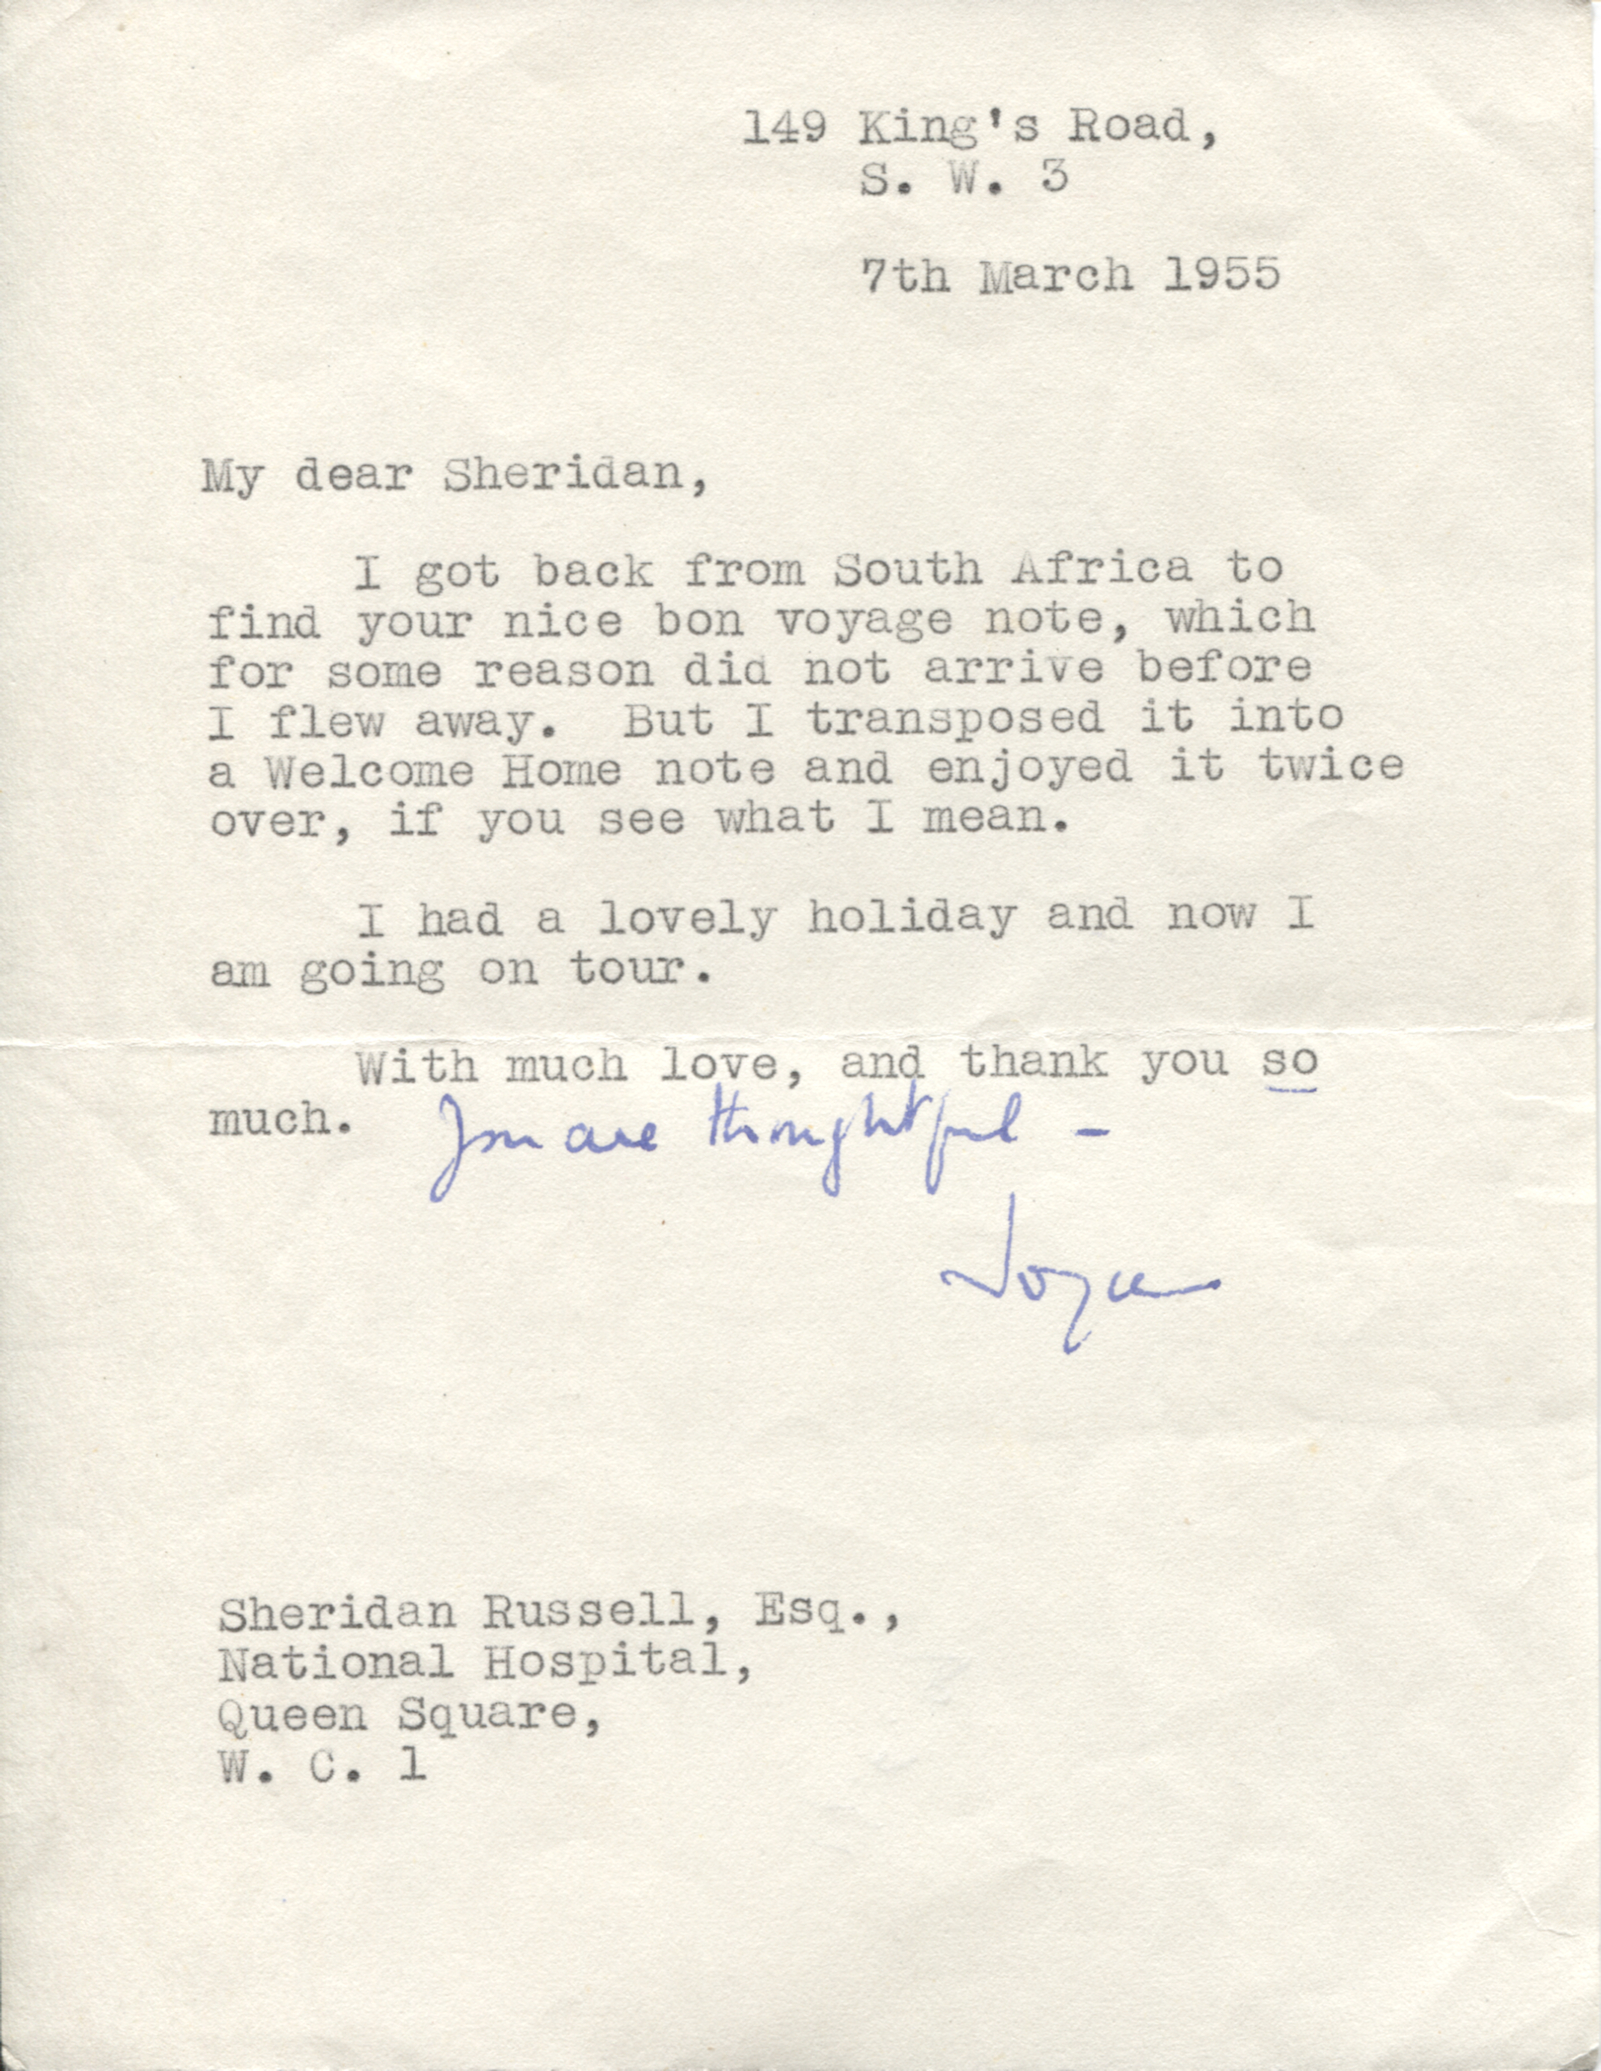 149 King's Road,
S. W. 3
7th March 1955
My dear Sheridan,
I got back from South Africa to
find your nice bon voyage note, which
for some reason did not arrive before
I flew away. But I transposed it into
a Welcome Home note and enjoyed it twice
over, if you see what I mean.
I had a lovely holiday and now I
am going on tour.
With much love, and thank you so
much. You are thoughtful -
Joyce
Sheridan Russell, Esq.,
National Hospital,
Queen Square,
W. C. 1